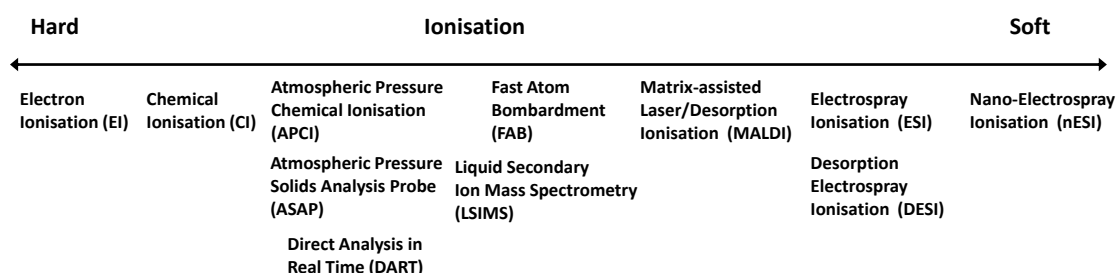 Hard
Ionisation
Soft
Electron
Ionisation (EI)
Chemical
Ionisation (CI)
Atmospheric Pressure
Chemical Ionisation
(APCI)
Fast Atom
Bombardment
(FAB)
Matrix-assisted
Laser/Desorption
Ionisation (MALDI)
Electrospray
Ionisation (ESI)
Nano-Electrospray
Ionisation (nESI)
Atmospheric Pressure
Solids Analysis Probe
(ASAP)
Liquid Secondary
Ion Mass Spectrometry
(LSIMS)
Desorption
Electrospray
Ionisation (DESI)
Direct Analysis in
Real Time (DART)